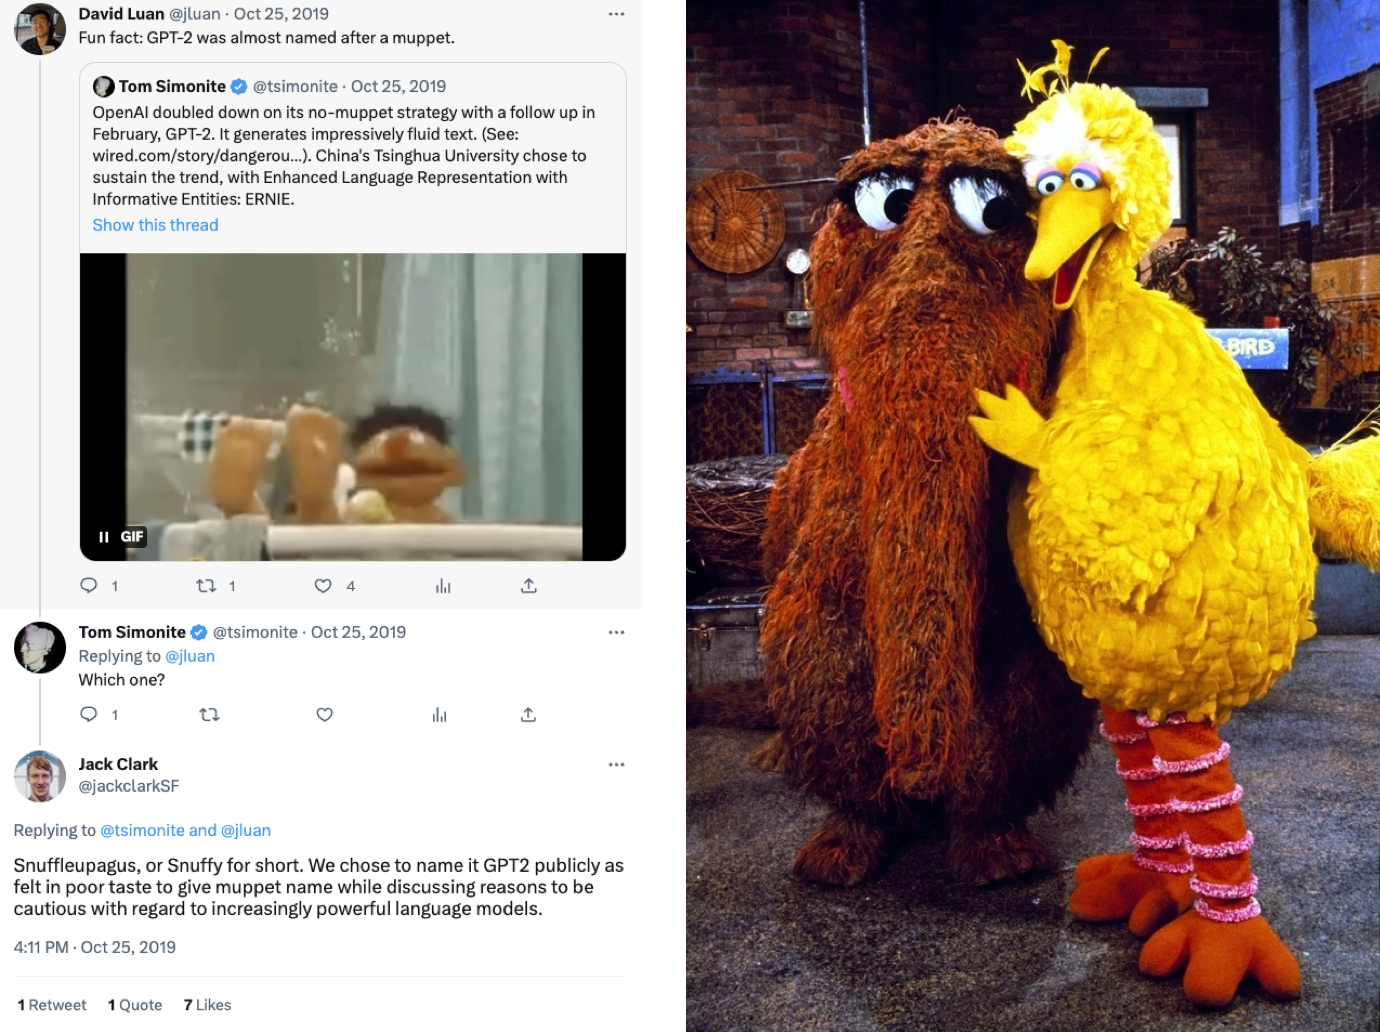 David Luan @jluan · Oct 25, 2019
Fun fact: GPT-2 was almost named after a muppet.
Tom Simonite @tsimonite · Oct 25, 2019
OpenAI doubled down on its no-muppet strategy with a follow up in
February, GPT-2. It generates impressively fluid text. (See:
wired.com/story/dangerou...). China's Tsinghua University chose to
sustain the trend, with Enhanced Language Representation with
Informative Entities: ERNIE.
Show this thread
GIF
1 1 4
Tom Simonite @tsimonite · Oct 25, 2019
Replying to @jluan
Which one?
1
Jack Clark
@jackclarkSF
Replying to @tsimonite and @jluan
Snuffleupagus, or Snuffy for short. We chose to name it GPT2 publicly as
felt in poor taste to give muppet name while discussing reasons to be
cautious with regard to increasingly powerful language models.
4:11 PM · Oct 25, 2019
1 Retweet 1 Quote 7 Likes
BIRD